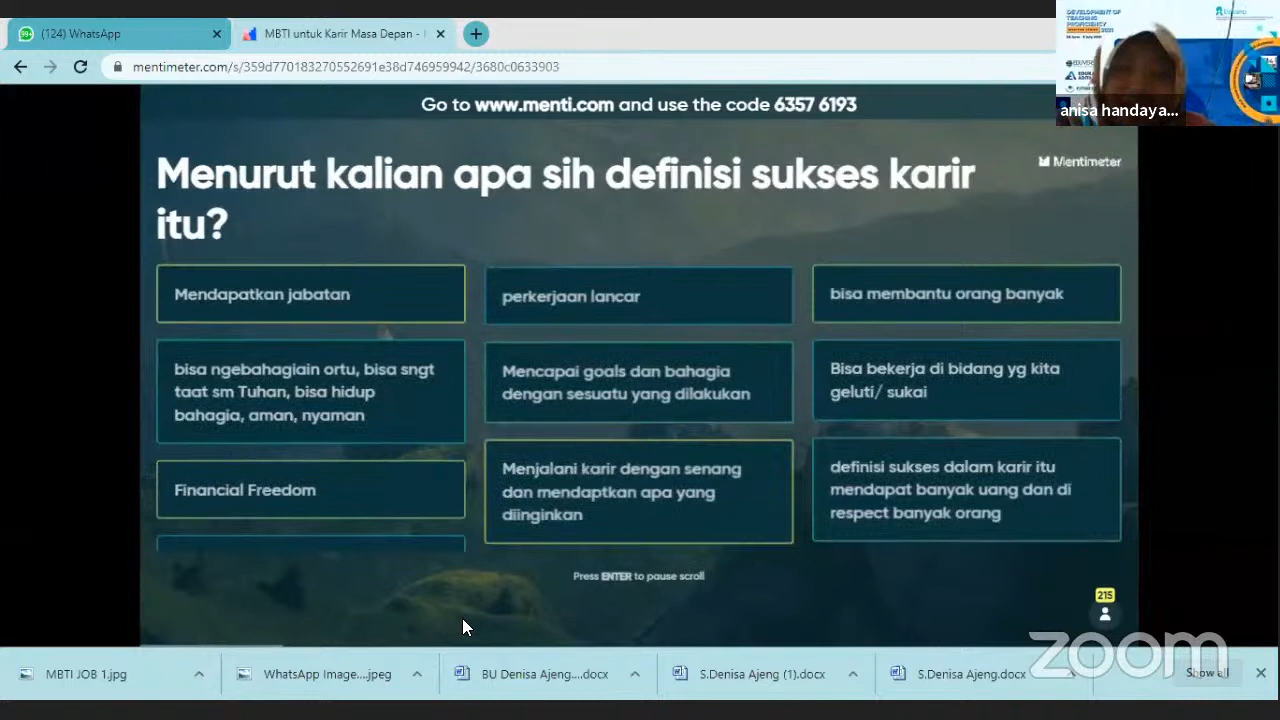 (124) WhatsApp
MBTI untuk Karir Masa Depan -
mentimeter.com/s/
Go to www.menti.com and use the code 6357 6193
Menurut kalian apa sih definisi sukses karir
itu?
Mentimeter
Mendapatkan jabatan
bisa ngebahagiain ortu, bisa sngt
taat sm Tuhan, bisa hidup
bahagia, aman, nyaman
Financial Freedom
perkerjaan lancar
Mencapai goals dan bahagia
dengan sesuatu yang dilakukan
Menjalani karir dengan senang
dan mendaptkan apa yang
diinginkan
bisa membantu orang banyak
Bisa bekerja di bidang yg kita
geluti/ sukai
definisi sukses dalam karir itu
mendapat banyak uang dan di
respect banyak orang
Press ENTER to pause scroll
215
DEVELOPMENT OF
TEACHING
PROFICIENCY
anisa handaya...
MBTI JOB 1.jpg
WhatsApp Image....jpeg
BU Denisa Ajeng....docx
S.Denisa Ajeng (1).docx
S.Denisa Ajeng.docx
Show all
zoom